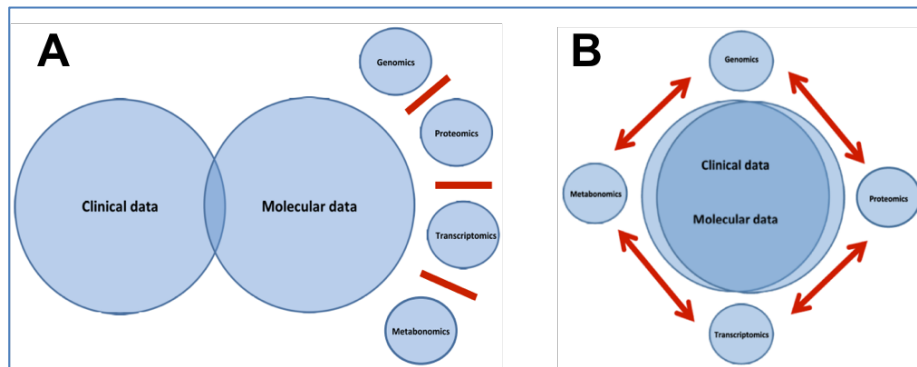 A
Clinical data
Molecular data
Genomics
Proteomics
Transcriptomics
Metabonomics
B
Genomics
Clinical data
Molecular data
Metabonomics
Proteomics
Transcriptomics